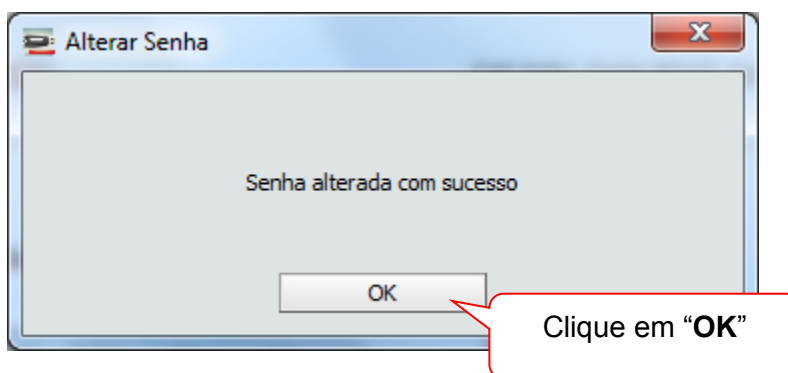 Alterar Senha
Senha alterada com sucesso
OK
Clique em “OK”